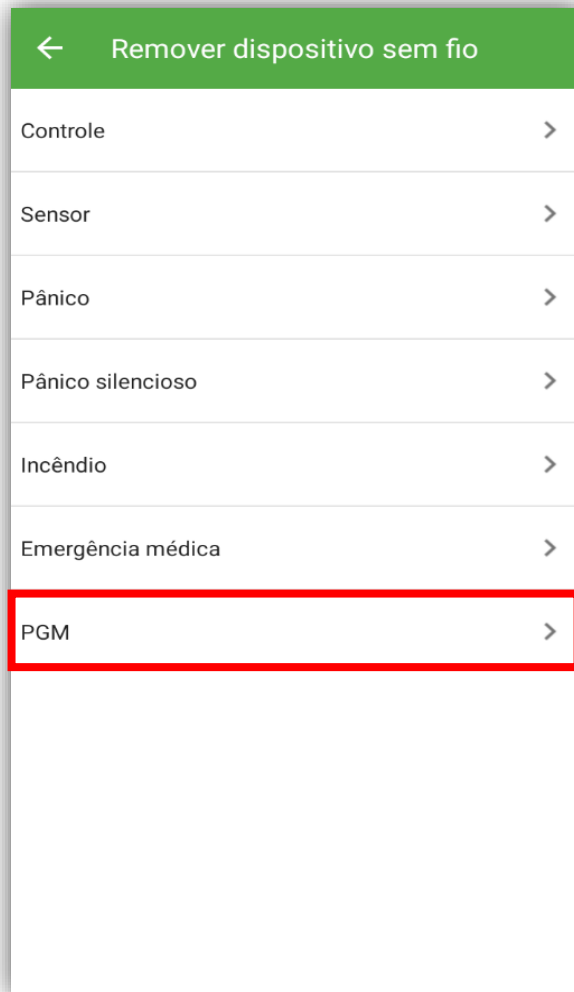 Remover dispositivo sem fio
Controle
Sensor
Pânico
Pânico silencioso
Incêndio
Emergência médica
PGM